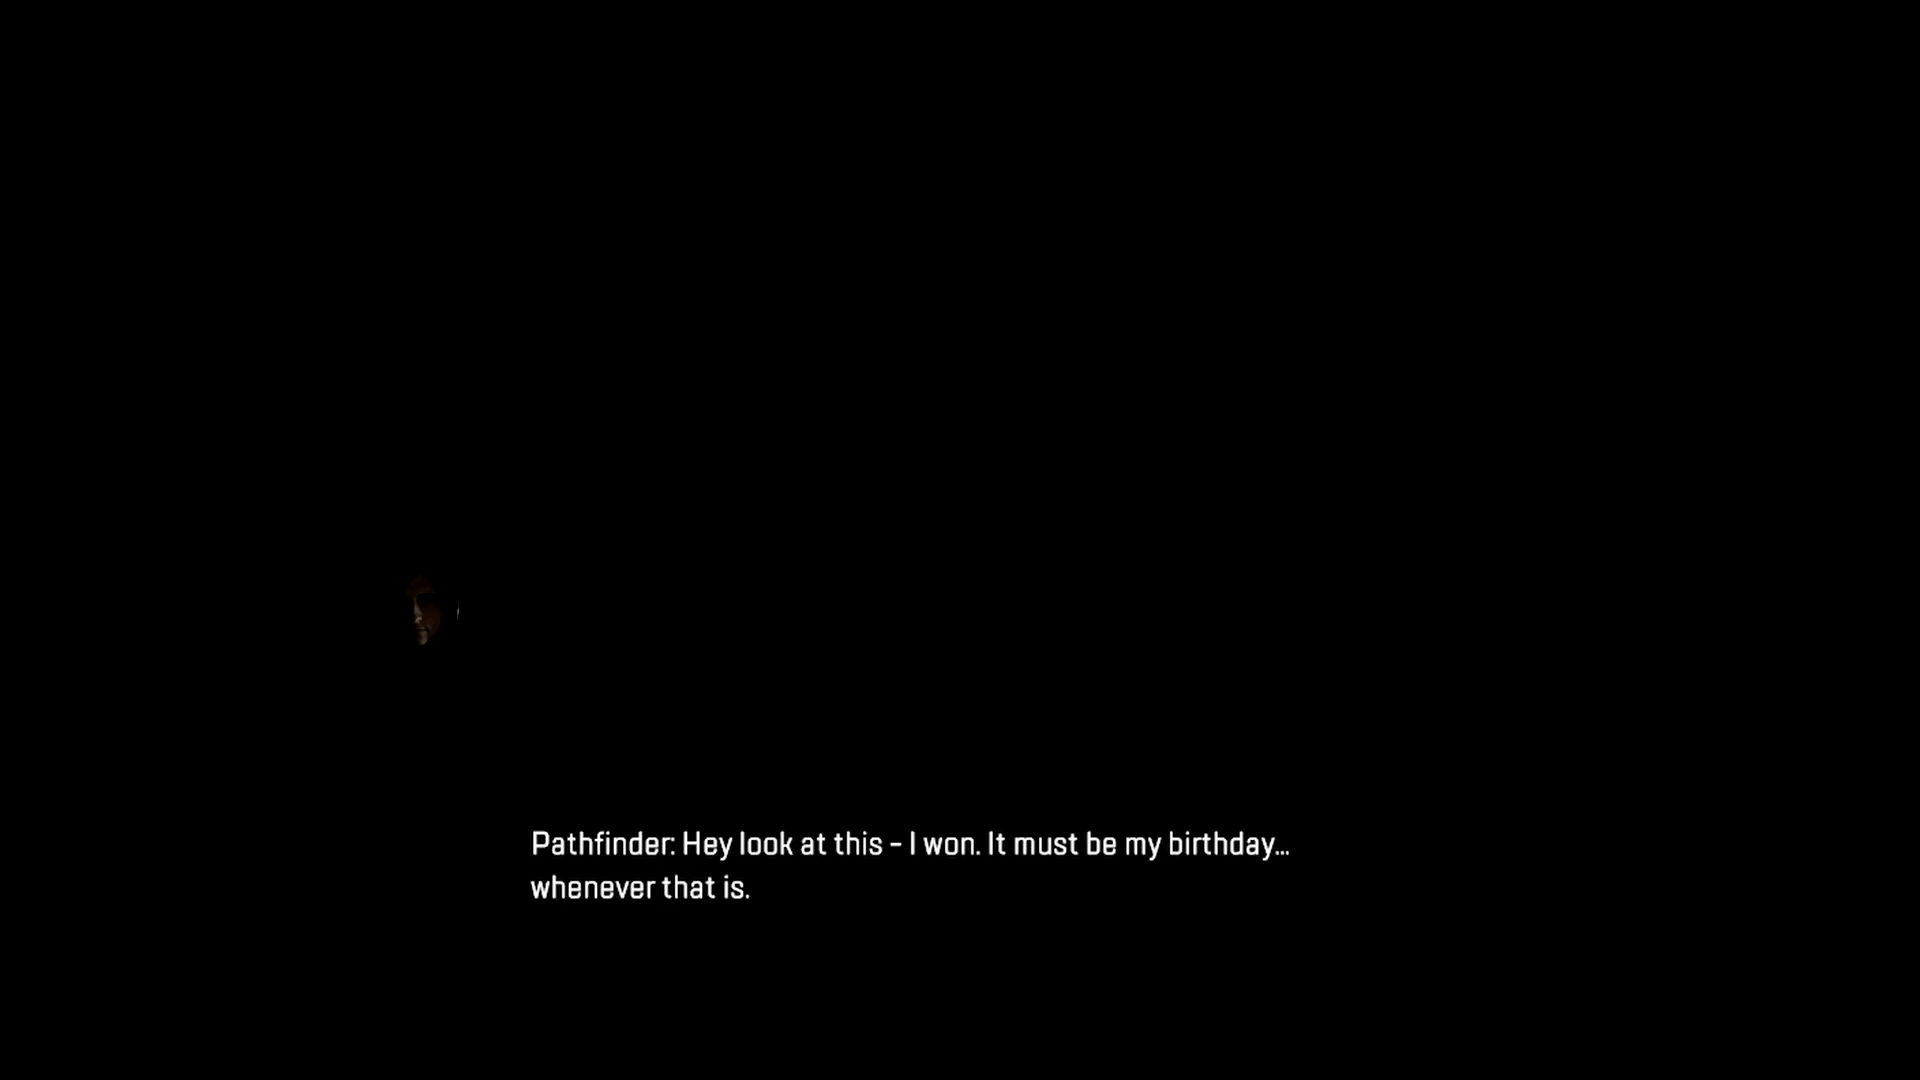 Pathfinder: Hey look at this - I won. It must be my birthday...
whenever that is.